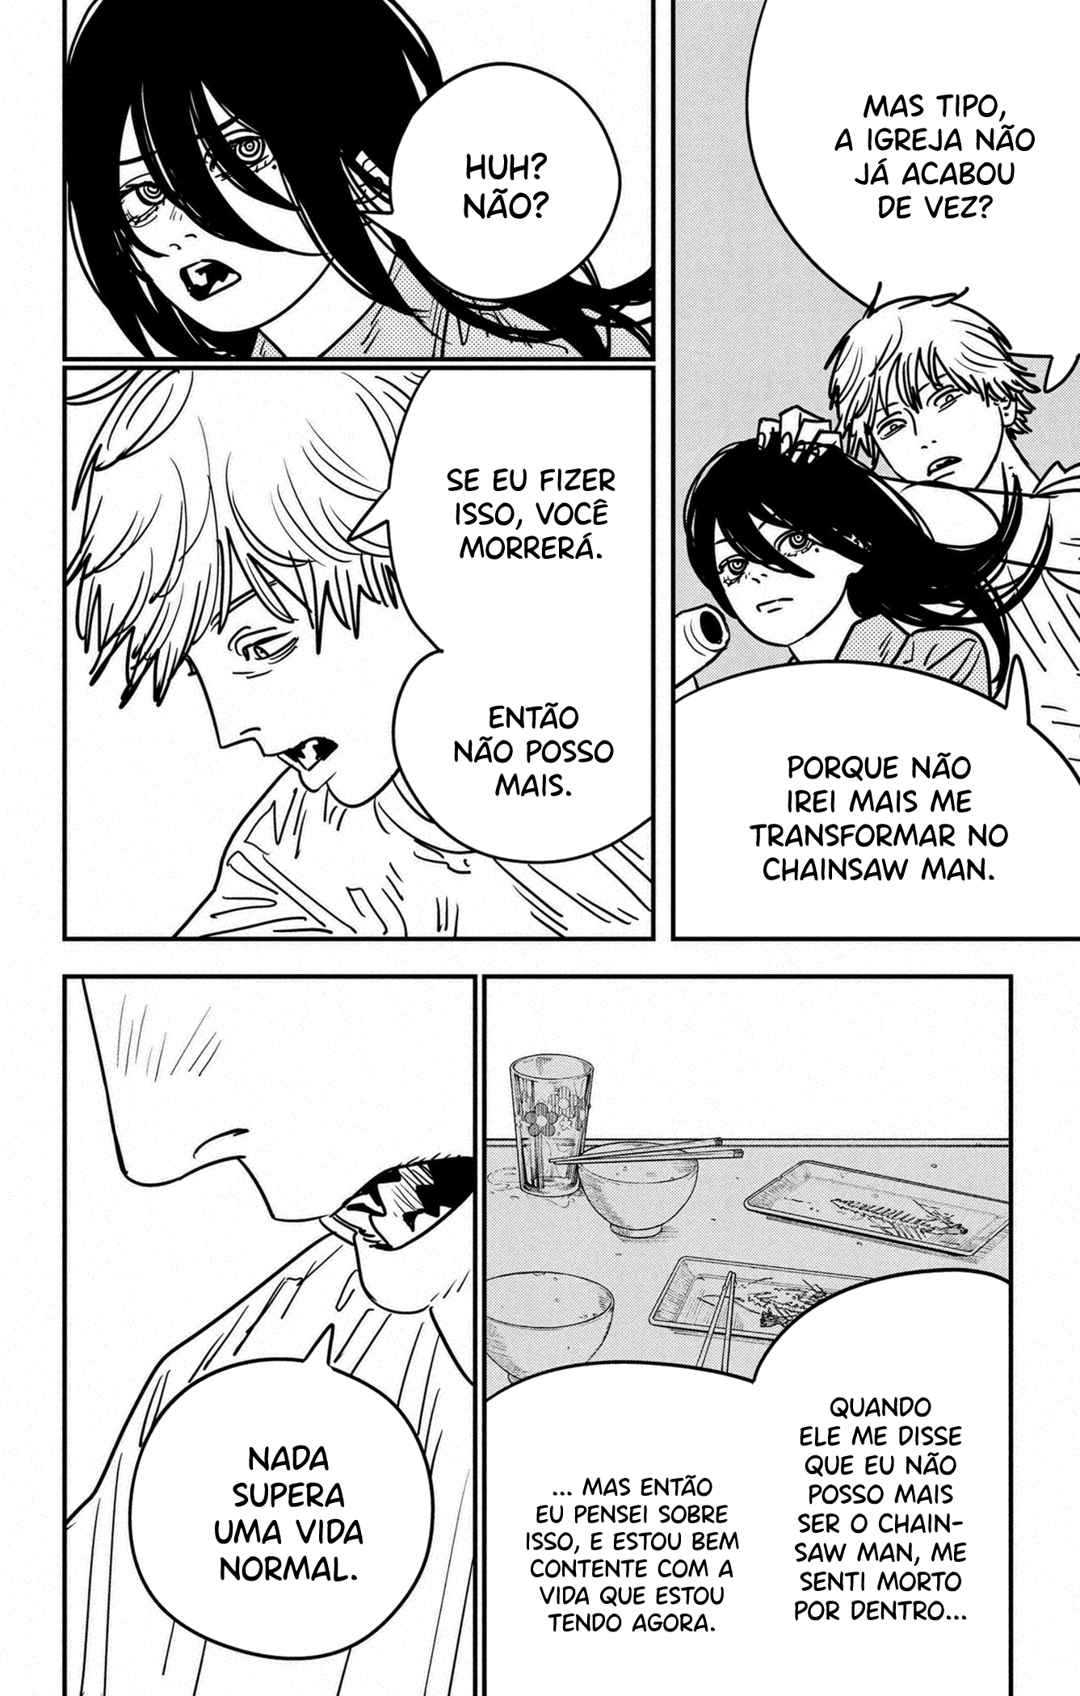 MAS TIPO,
A IGREJA NÃO
JÁ ACABOU
DE VEZ?
PORQUE NÃO
IREI MAIS ME
TRANSFORMAR NO
CHAINSAW MAN.
HUH?
NÃO?
SE EU FIZER
ISSO, VOCÊ
MORRERÁ.
ENTÃO
NÃO POSSO
MAIS.
QUANDO
ELE ME DISSE
QUE EU NÃO
POSSO MAIS
SER O CHAIN-
SAW MAN, ME
SENTI MORTO
POR DENTRO...
... MAS ENTÃO
EU PENSEI SOBRE
ISSO, E ESTOU BEM
CONTENTE COM A
VIDA QUE ESTOU
TENDO AGORA.
NADA
SUPERA
UMA VIDA
NORMAL.